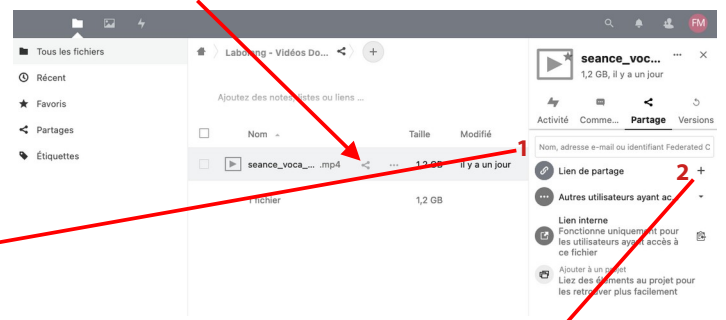 FM
Tous les fichiers
Récent
Favoris
Partages
Étiquettes
Labdiang - Vidéos Do...
Ajoutez des notes, listes ou liens ...
Nom
Taille
Modifié
seance_voca_... .mp4
1,2 GB
il y a un jour
1 fichier
1,2 GB
1
seance_voc...
1,2 GB, il y a un jour
Activité
Comme...
Partage
Versions
Nom, adresse e-mail ou identifiant Federated C
Lien de partage
2
Autres utilisateurs ayant ac...
Lien interne
Fonctionne uniquement pour
les utilisateurs ayant accès à
ce fichier
Ajouter à un projet
Liez des éléments au projet pour
les retrouver plus facilement